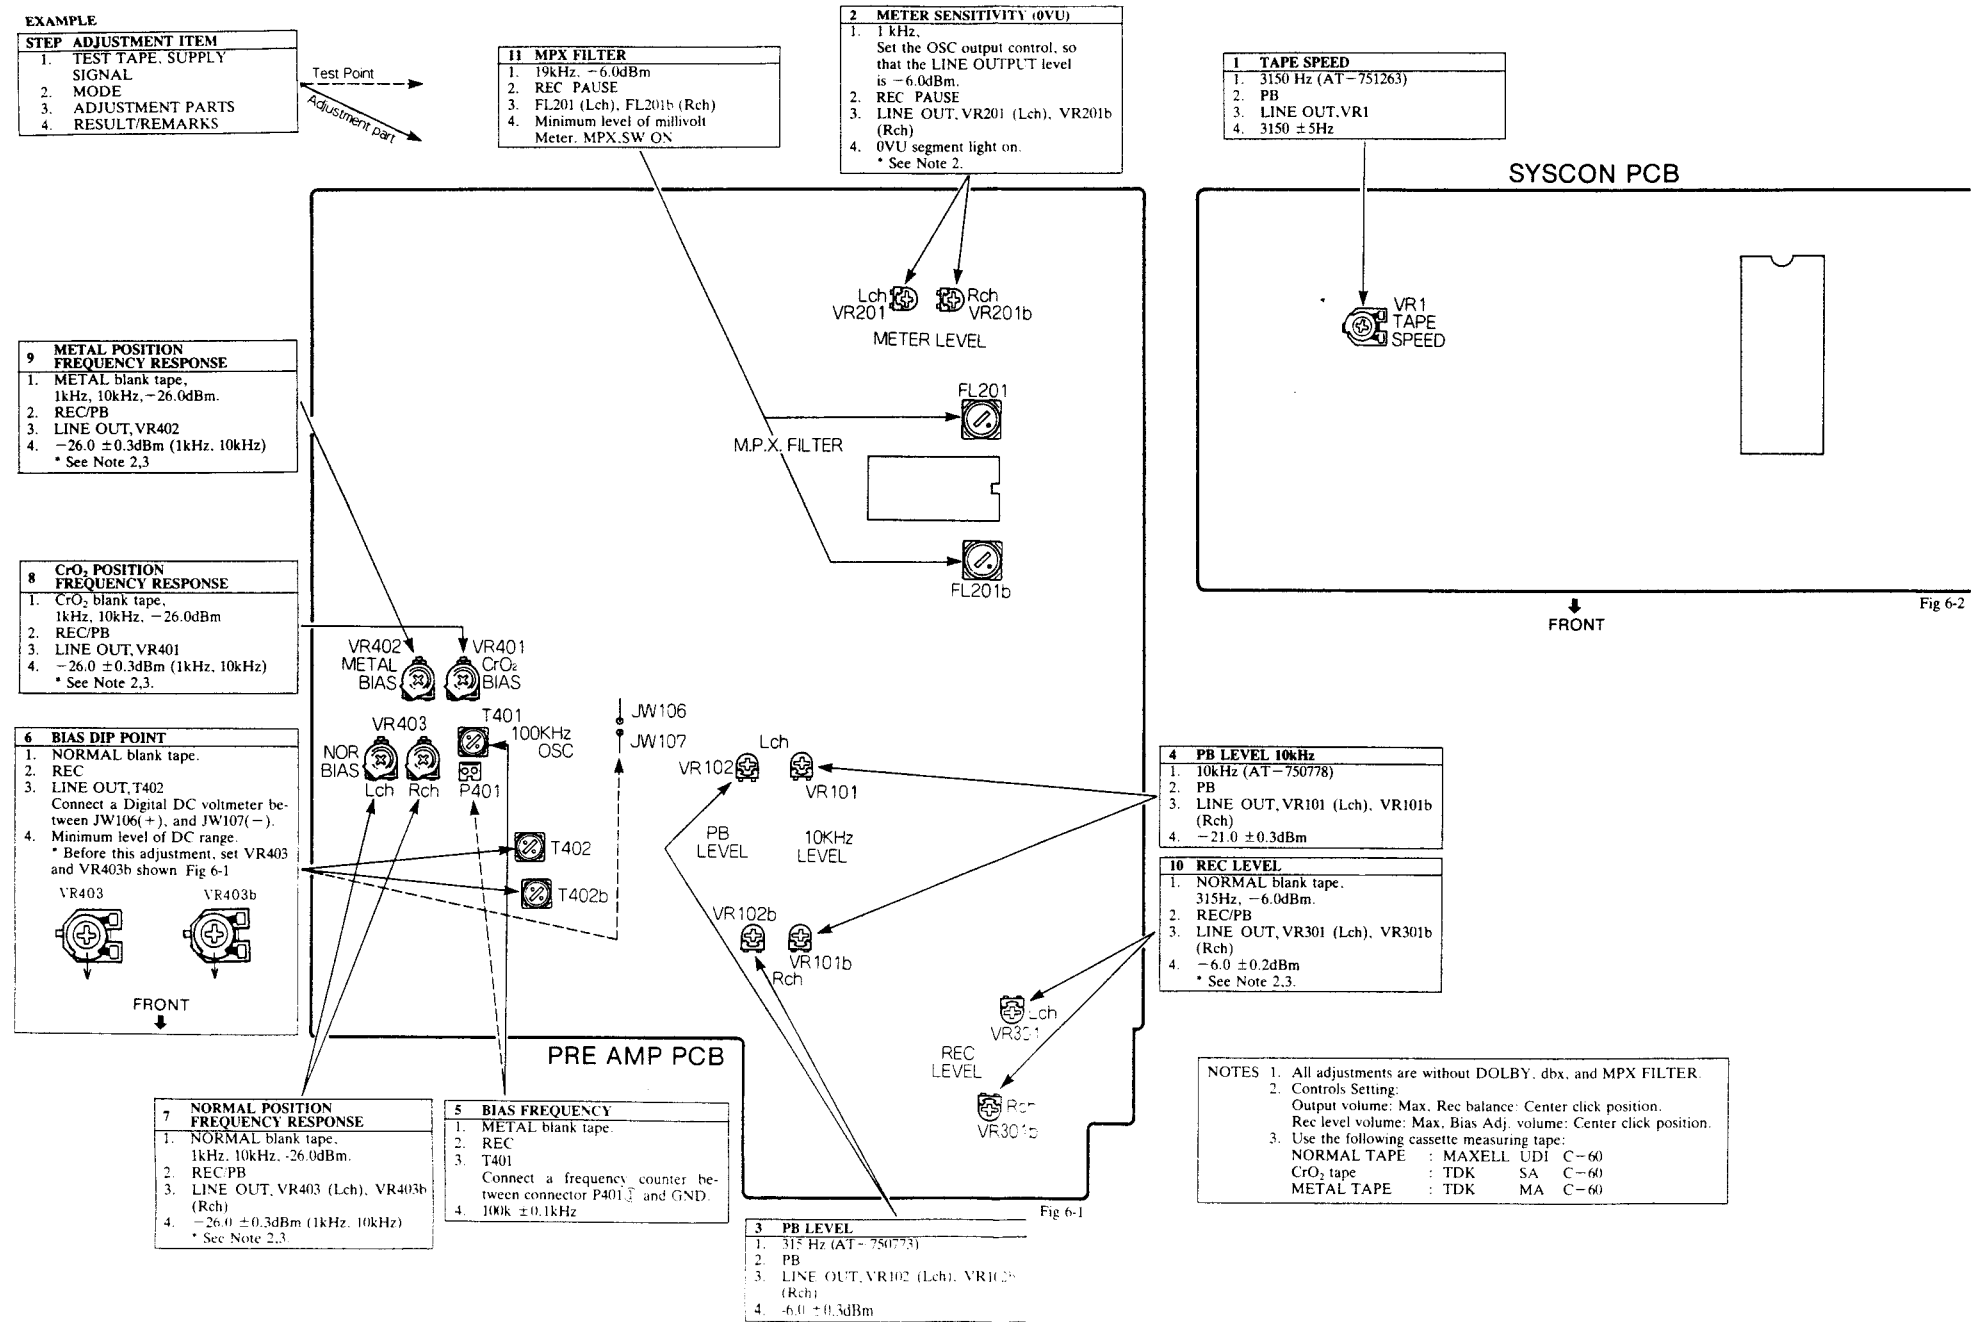 EXAMPLE
STEP ADJUSTMENT ITEM
1. TEST TAPE, SUPPLY
SIGNAL
2. MODE
3. ADJUSTMENT PARTS
4. RESULT/REMARKS
Test Point
Adjustment part
11 MPX FILTER
1. 19kHz, −6.0dBm
2. REC PAUSE
3. FL201 (Lch), FL201b (Rch)
4. Minimum level of millivolt
Meter. MPX.SW ON
2 METER SENSITIVITY (0VU)
1. 1 kHz,
Set the OSC output control, so
that the LINE OUTPUT level
is −6.0dBm.
2. REC PAUSE
3. LINE OUT, VR201 (Lch), VR201b
(Rch)
4. 0VU segment light on.
* See Note 2.
1 TAPE SPEED
1. 3150 Hz (AT−751263)
2. PB
3. LINE OUT, VR1
4. 3150 ±5Hz
SYSCON PCB
VR1
TAPE
SPEED
FRONT
Fig 6-2
Lch
VR201
Rch
VR201b
METER LEVEL
FL201
M.P.X. FILTER
FL201b
9 METAL POSITION
FREQUENCY RESPONSE
1. METAL blank tape,
1kHz, 10kHz,−26.0dBm.
2. REC/PB
3. LINE OUT, VR402
4. −26.0 ±0.3dBm (1kHz. 10kHz)
* See Note 2,3
8 CrO₂ POSITION
FREQUENCY RESPONSE
1. CrO₂ blank tape,
1kHz, 10kHz, −26.0dBm
2. REC/PB
3. LINE OUT, VR401
4. −26.0 ±0.3dBm (1kHz, 10kHz)
* See Note 2,3.
VR402
METAL
BIAS
VR401
CrO₂
BIAS
VR403
NOR
BIAS
Lch
Rch
T401
100KHz
OSC
P401
JW106
JW107
T402
T402b
6 BIAS DIP POINT
1. NORMAL blank tape.
2. REC
3. LINE OUT, T402
Connect a Digital DC voltmeter be-
tween JW106(+), and JW107(−).
4. Minimum level of DC range.
* Before this adjustment, set VR403
and VR403b shown Fig 6-1
VR403
VR403b
FRONT
Lch
VR102
VR101
PB
LEVEL
10KHz
LEVEL
VR102b
VR101b
Rch
4 PB LEVEL 10kHz
1. 10kHz (AT−750778)
2. PB
3. LINE OUT, VR101 (Lch), VR101b
(Rch)
4. −21.0 ±0.3dBm
10 REC LEVEL
1. NORMAL blank tape.
315Hz, −6.0dBm.
2. REC/PB
3. LINE OUT, VR301 (Lch), VR301b
(Rch)
4. −6.0 ±0.2dBm
* See Note 2,3.
Lch
VR301
REC
LEVEL
Rch
VR301b
PRE AMP PCB
Fig 6-1
7 NORMAL POSITION
FREQUENCY RESPONSE
1. NORMAL blank tape.
1kHz. 10kHz. -26.0dBm.
2. REC/PB
3. LINE OUT, VR403 (Lch), VR403b
(Rch)
4. −26.0 ±0.3dBm (1kHz. 10kHz)
* See Note 2,3.
5 BIAS FREQUENCY
1. METAL blank tape.
2. REC
3. T401
Connect a frequency counter be-
tween connector and GND.
4. 100k ±0.1kHz
3 PB LEVEL
1. 315 Hz (AT−750773)
2. PB
3. LINE OUT, VR102 (Lch), VR102b
(Rch)
4. -6.0 ±0.3dBm
NOTES 1. All adjustments are without DOLBY, dbx, and MPX FILTER.
2. Controls Setting:
Output volume: Max, Rec balance: Center click position.
Rec level volume: Max, Bias Adj. volume: Center click position.
3. Use the following cassette measuring tape:
NORMAL TAPE : MAXELL UDI C−60
CrO₂ tape : TDK SA C−60
METAL TAPE : TDK MA C−60